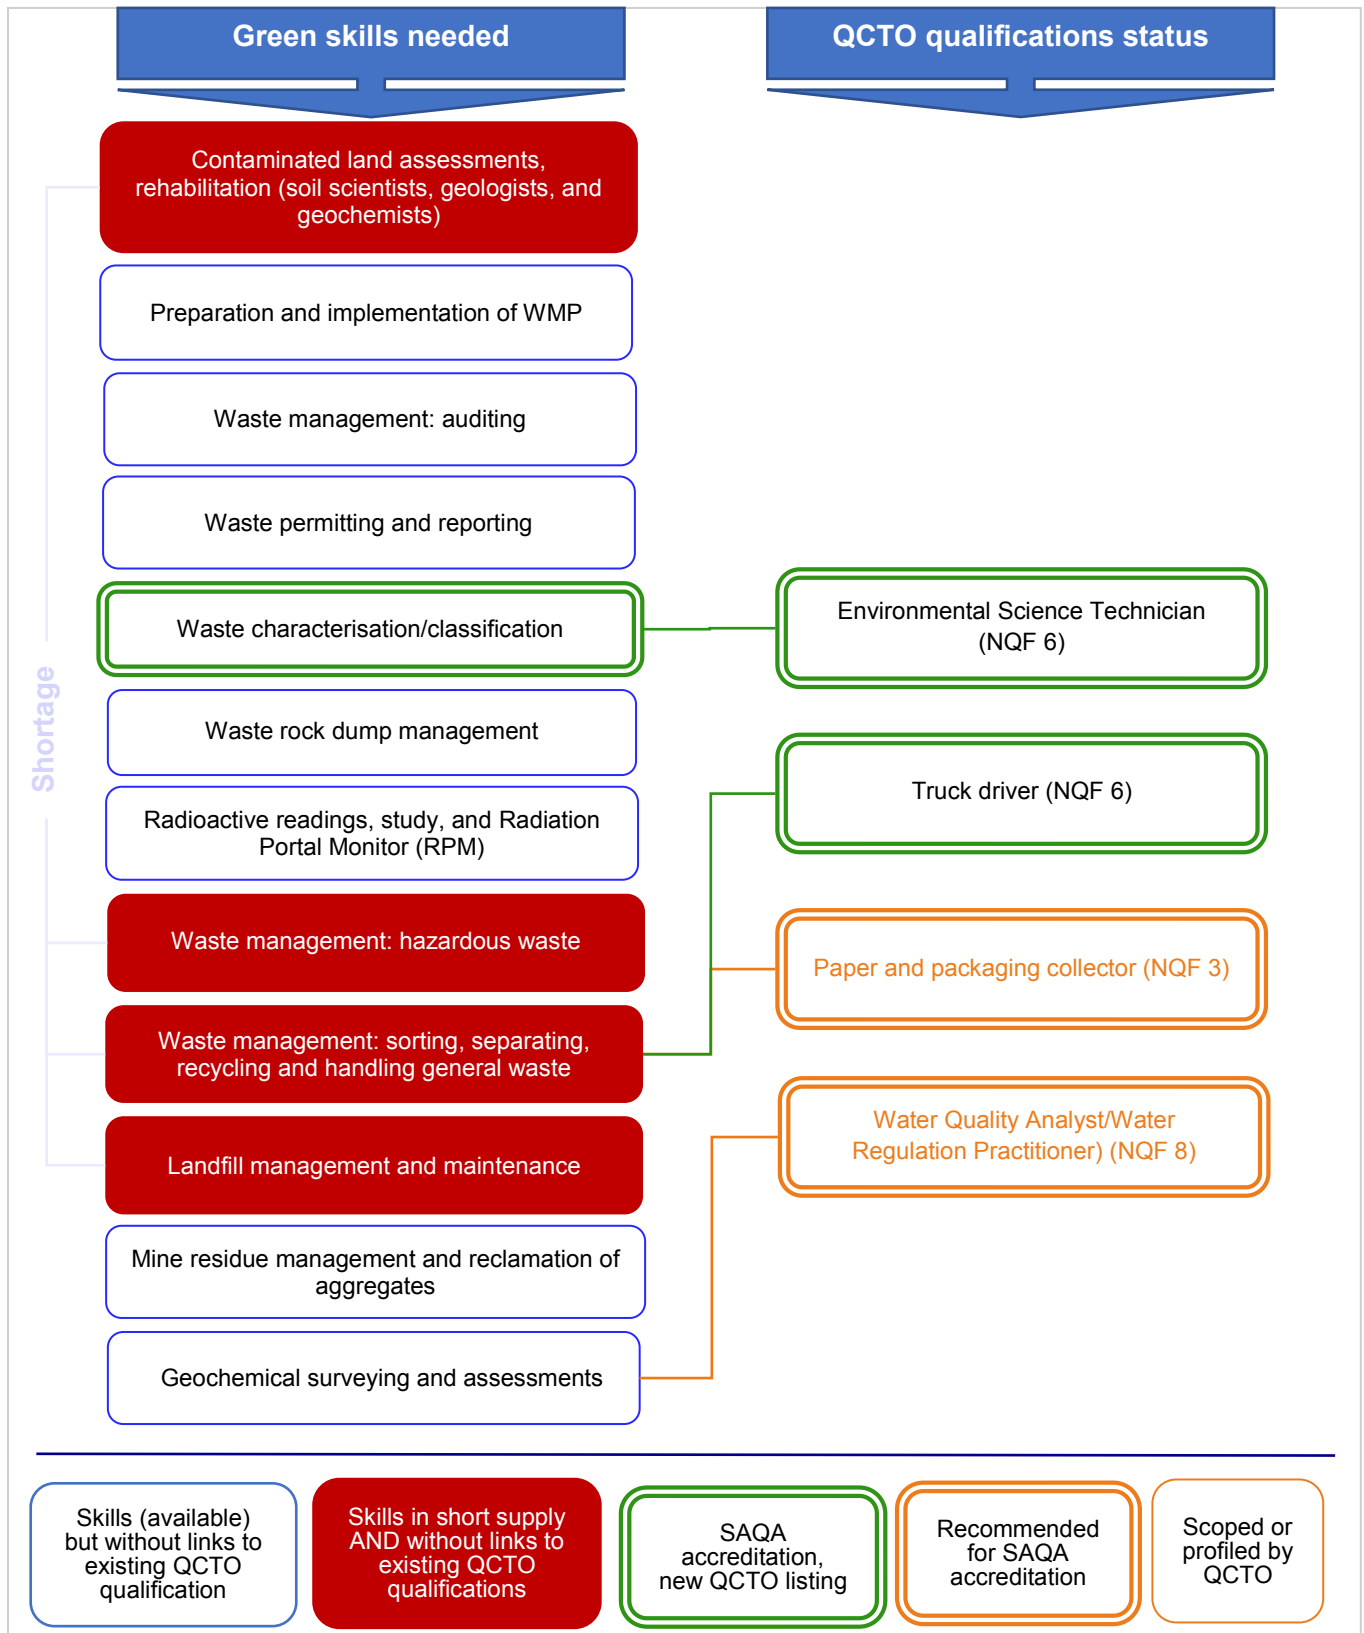 Green skills needed
QCTO qualifications status
Contaminated land assessments,
rehabilitation (soil scientists, geologists, and
geochemists)
Preparation and implementation of WMP
Waste management: auditing
Waste permitting and reporting
Waste characterisation/classification
Environmental Science Technician
(NQF 6)
Shortage
Waste rock dump management
Truck driver (NQF 6)
Radioactive readings, study, and Radiation
Portal Monitor (RPM)
Waste management: hazardous waste
Paper and packaging collector (NQF 3)
Waste management: sorting, separating,
recycling and handling general waste
Water Quality Analyst/Water
Regulation Practitioner) (NQF 8)
Landfill management and maintenance
Mine residue management and reclamation of
aggregates
Geochemical surveying and assessments
Skills (available)
but without links to
existing QCTO
qualification
Skills in short supply
AND without links to
existing QCTO
qualifications
SAQA
accreditation,
new QCTO listing
Recommended
for SAQA
accreditation
Scoped or
profiled by
QCTO